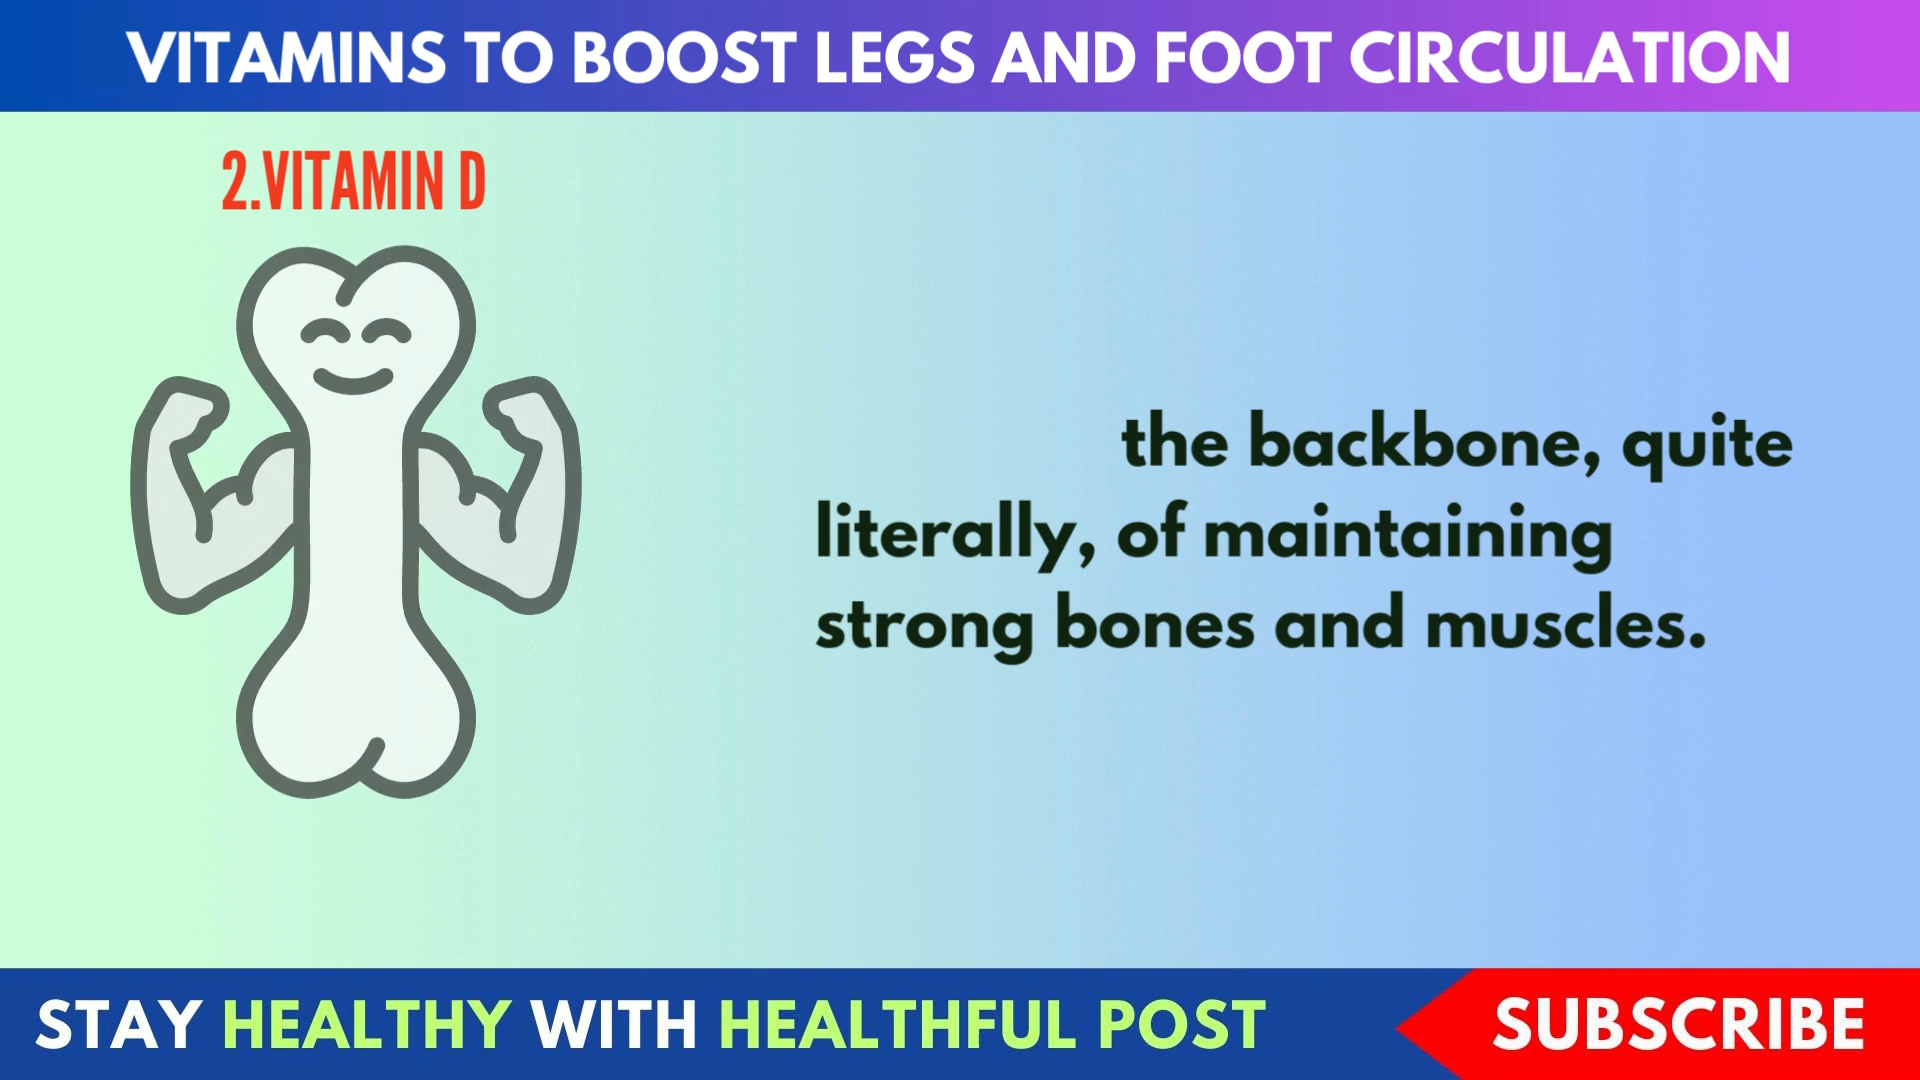 VITAMINS TO BOOST LEGS AND FOOT CIRCULATION
2.VITAMIN D
the backbone, quite
literally, of maintaining
strong bones and muscles.
STAY HEALTHY WITH HEALTHFUL POST
SUBSCRIBE